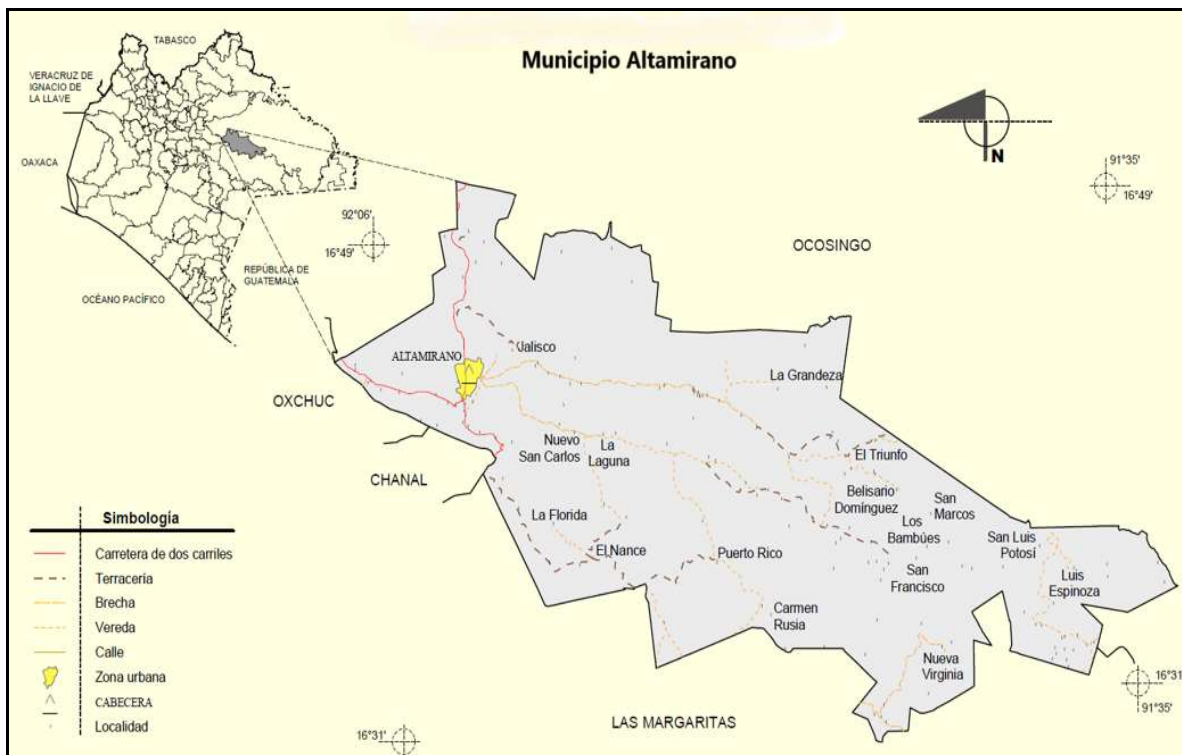 Municipio Altamirano
TABASCO
VERACRUZ DE
IGNACIO DE
LA LLAVE
OAXACA
REPÚBLICA DE
GUATEMALA
OCÉANO PACÍFICO
N
91°35'
16°49'
92°06'
16°49'
OCOSINGO
ALTAMIRANO
Jalisco
La Grandeza
OXCHUC
CHANAL
Nuevo
San Carlos
La
Laguna
El Triunfo
Belisario
Domínguez
San
Marcos
Los
Bambúes
La Florida
El Nance
Puerto Rico
San Luis
Potosí
San
Francisco
Luis
Espinoza
Carmen
Rusia
Nueva
Virginia
LAS MARGARITAS
16°31'
91°35'
16°31'
Simbología
Carretera de dos carriles
Terracería
Brecha
Vereda
Calle
Zona urbana
CABECERA
Localidad